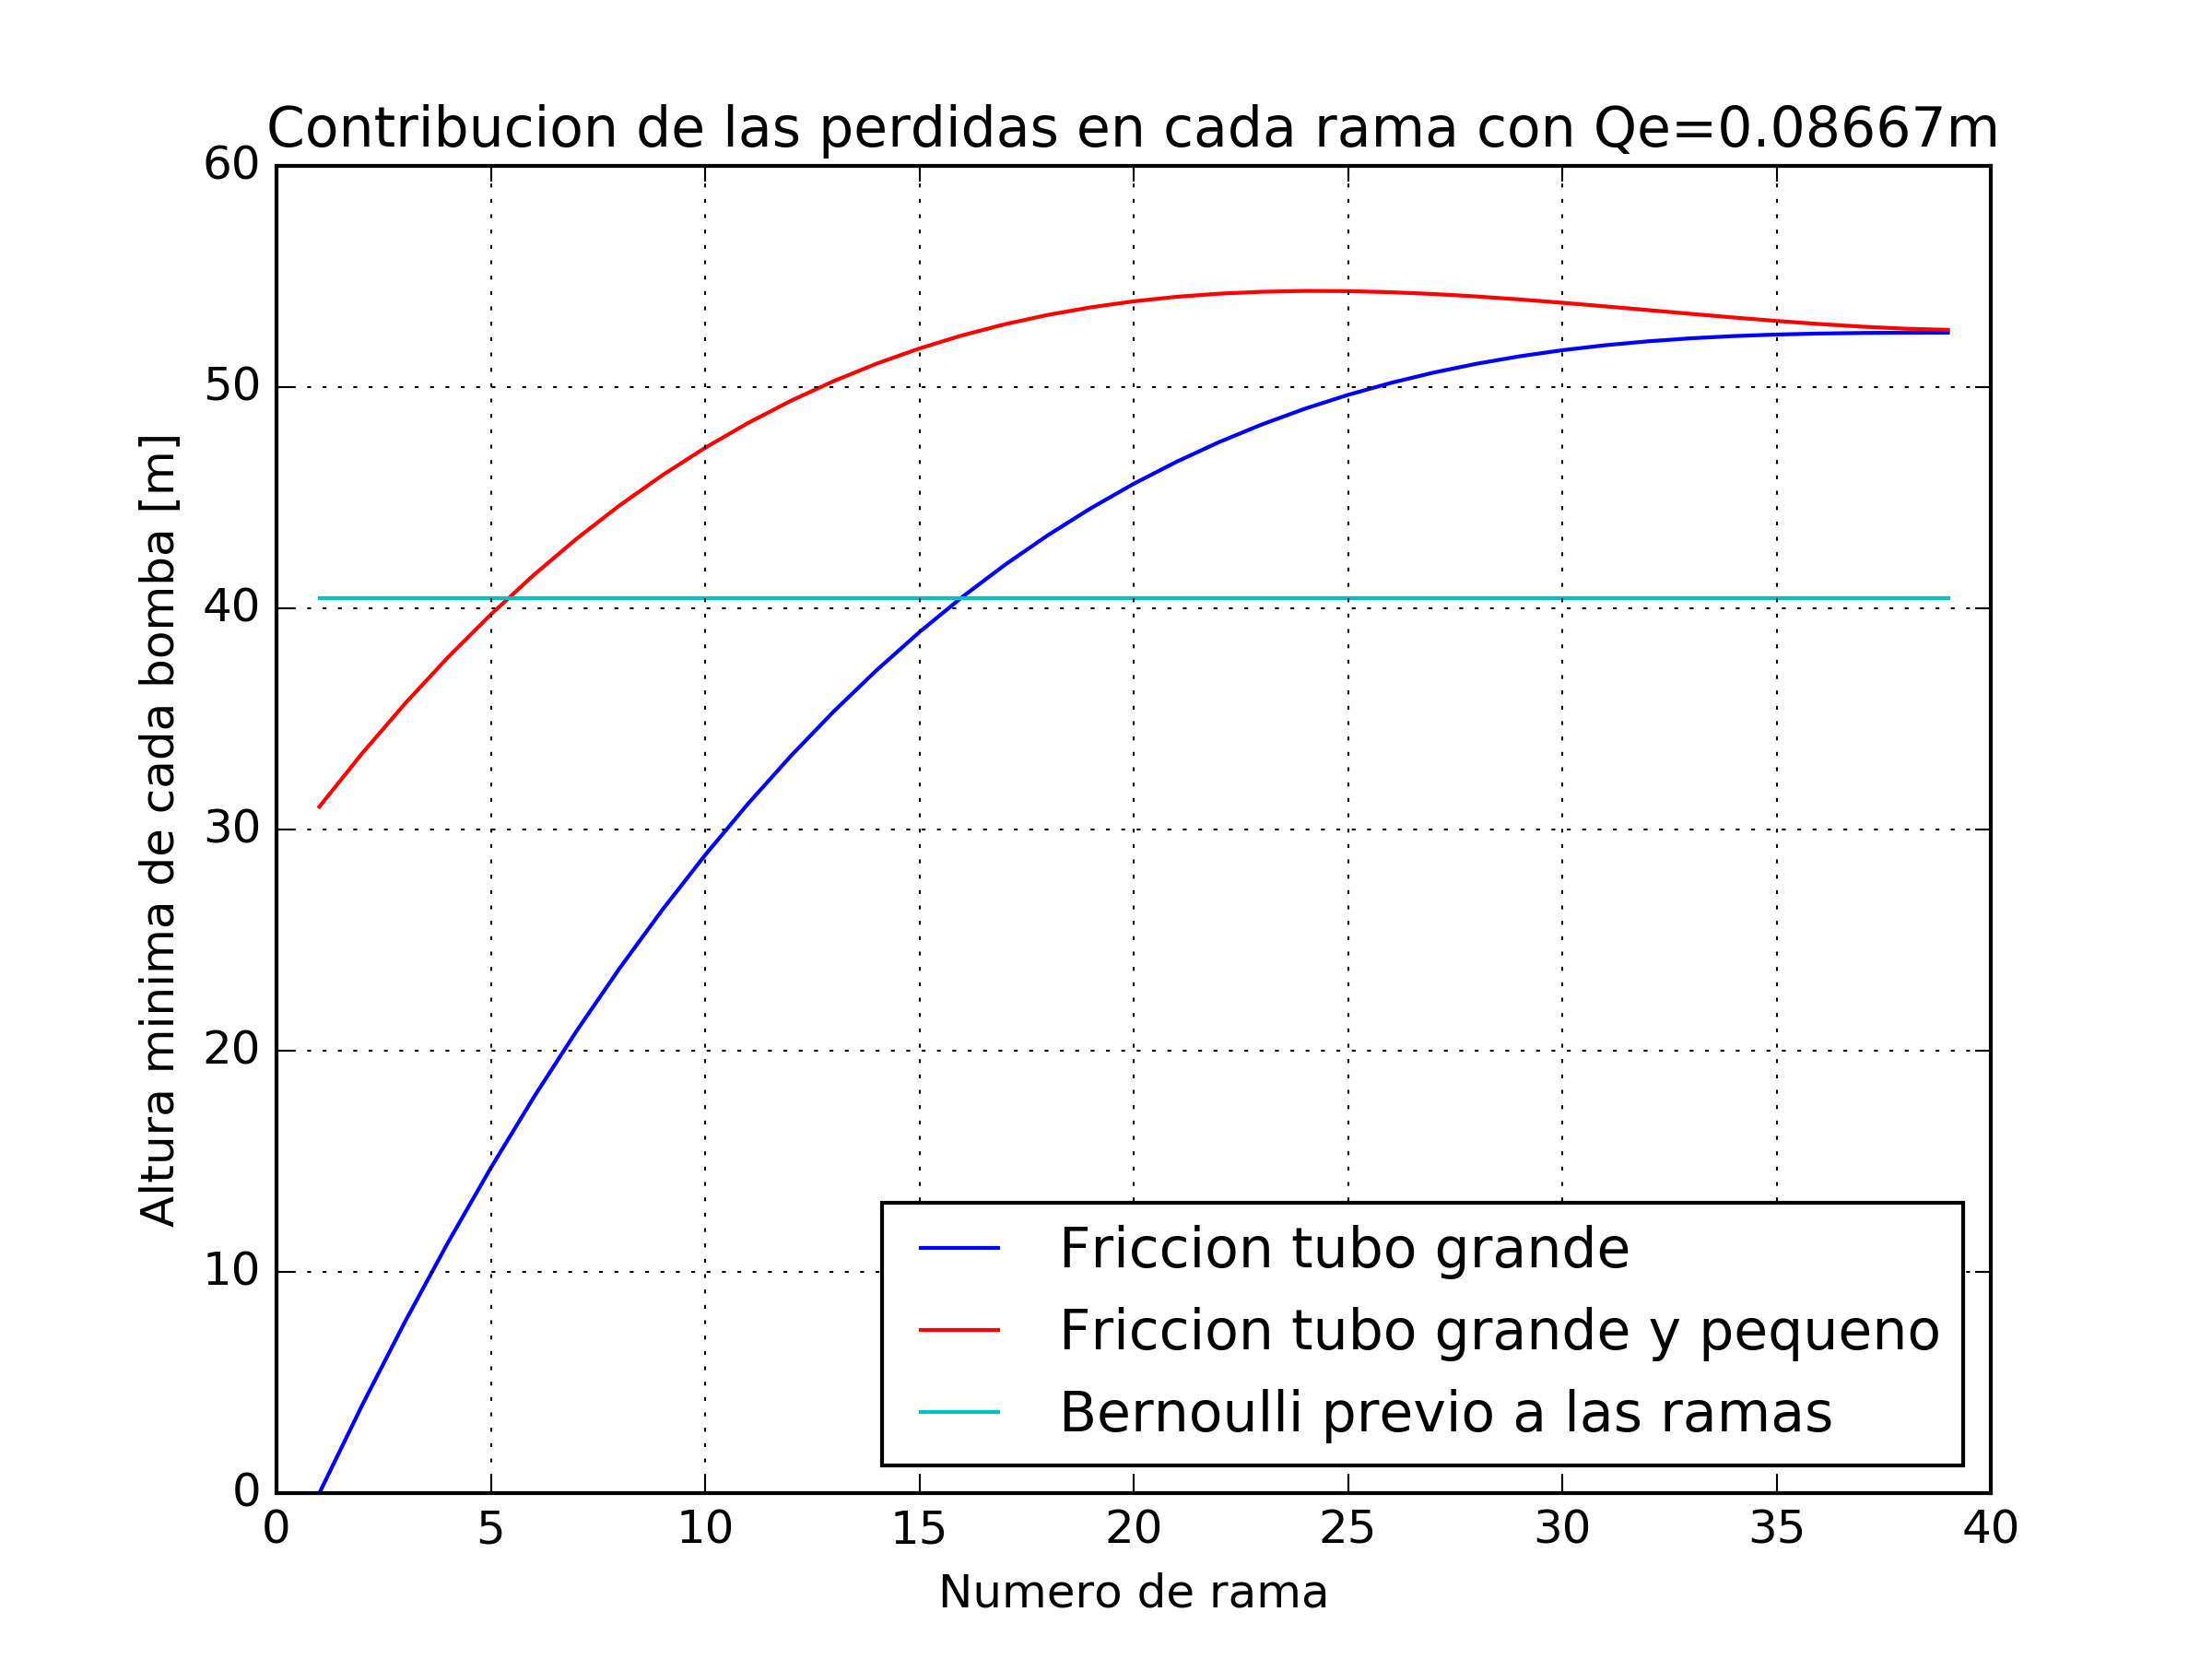 Contribucion de las perdidas en cada rama con Qe=0.08667m
60
50
40
30
20
10
0
Altura minima de cada bomba [m]
Friccion tubo grande
Friccion tubo grande y pequeno
Bernoulli previo a las ramas
0 5 10 15 20 25 30 35 40
Numero de rama